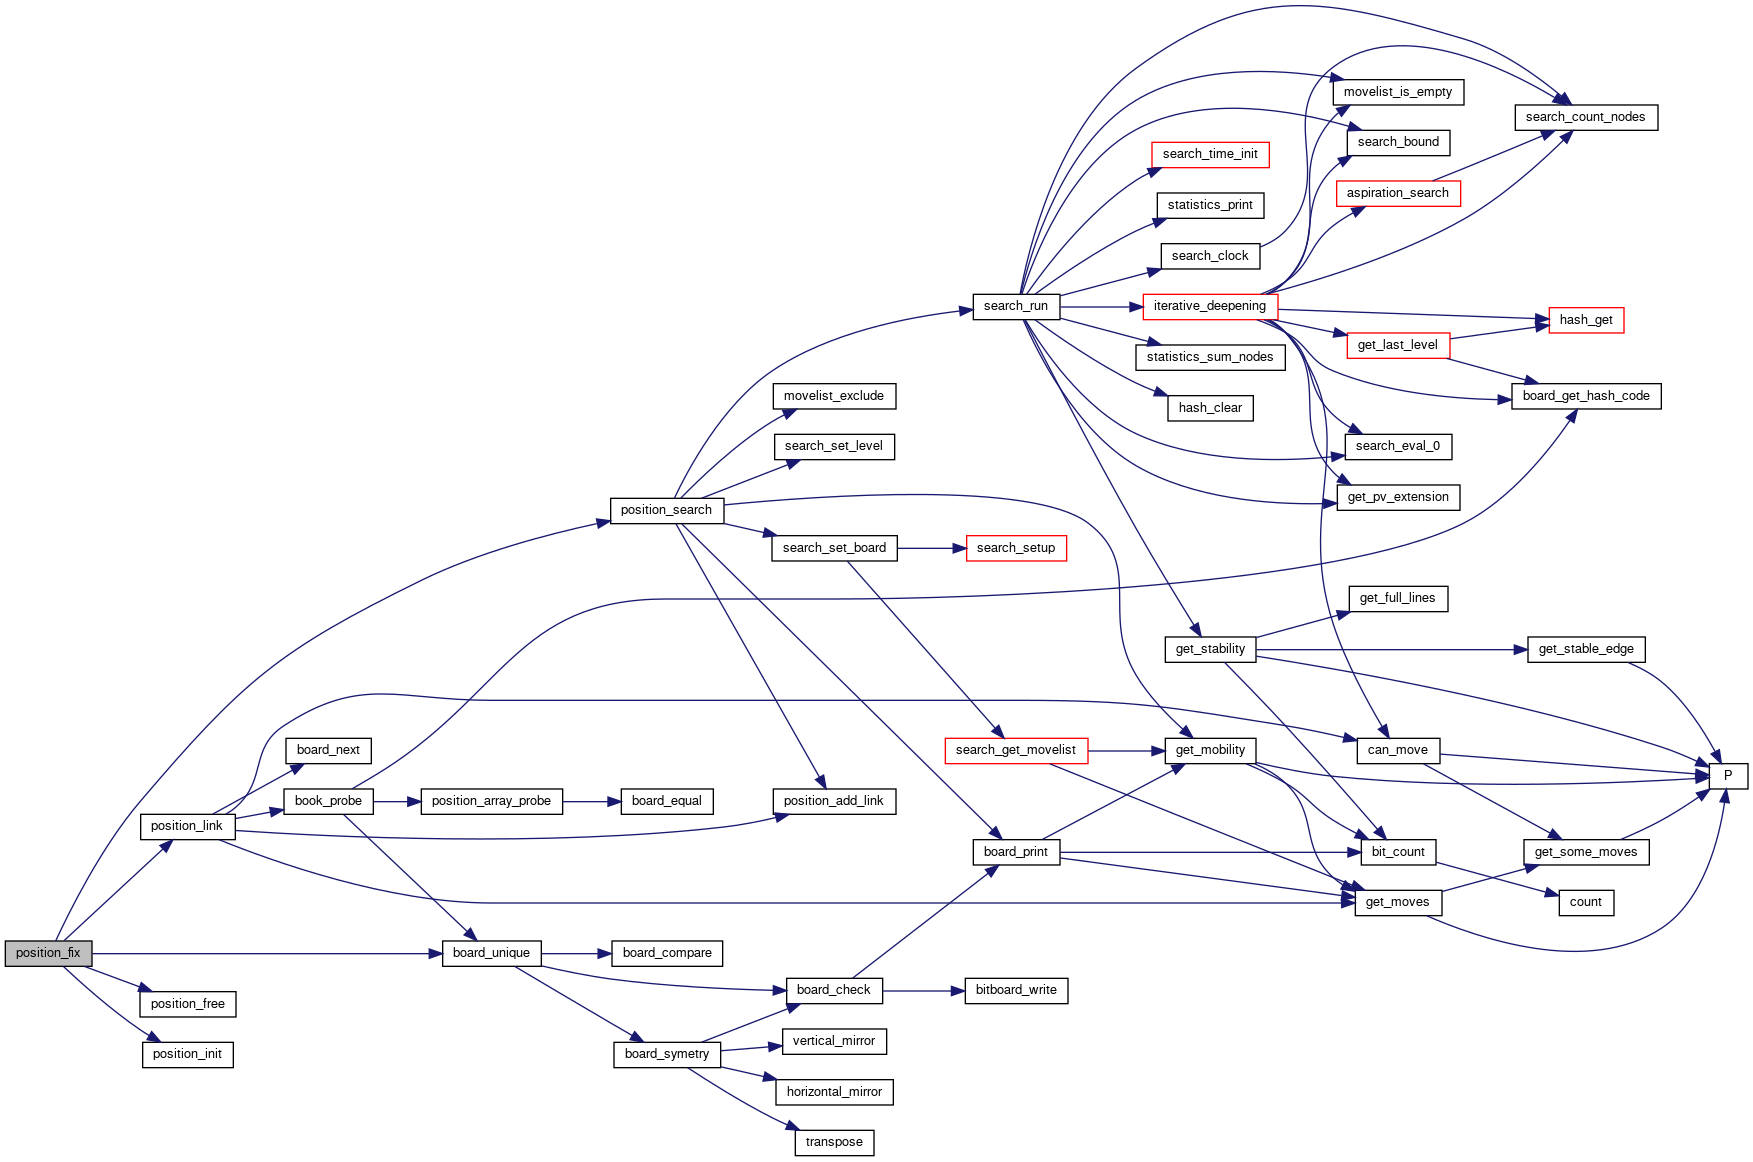 movelist_is_empty
search_count_nodes
search_bound
search_time_init
aspiration_search
statistics_print
search_clock
search_run
iterative_deepening
hash_get
get_last_level
statistics_sum_nodes
movelist_exclude
board_get_hash_code
hash_clear
search_set_level
search_eval_0
get_pv_extension
position_search
search_set_board
search_setup
get_full_lines
get_stability
get_stable_edge
board_next
search_get_movelist
get_mobility
can_move
P
book_probe
position_array_probe
board_equal
position_add_link
position_link
board_print
bit_count
get_some_moves
get_moves
count
position_fix
board_unique
board_compare
board_check
bitboard_write
position_free
vertical_mirror
position_init
board_symetry
horizontal_mirror
transpose